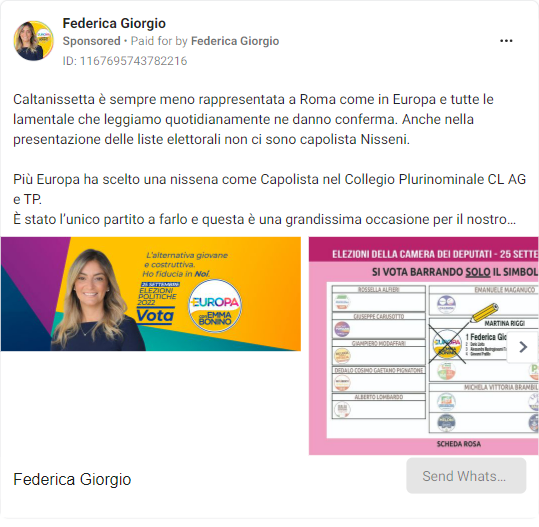 Federica Giorgio
Sponsored • Paid for by Federica Giorgio
ID: 1167695743782216
Caltanissetta è sempre meno rappresentata a Roma come in Europa e tutte le
lamentale che leggiamo quotidianamente ne danno conferma. Anche nella
presentazione delle liste elettorali non ci sono capolista Nisseni.
Più Europa ha scelto una nissena come Capolista nel Collegio Plurinominale CL AG
e TP.
È stato l’unico partito a farlo e questa è una grandissima occasione per il nostro...
L'alternativa giovane
e costruttiva.
Ho fiducia in Noi.
25 SETTEMBRE
ELEZIONI
POLITICHE
2022
Vota
+EUROPA
CON EMMA
BONINO
ELEZIONI DELLA CAMERA DEI DEPUTATI - 25 SETTE
SI VOTA BARRANDO SOLO IL SIMBOL
ROSSELLA ALFIERI
EMANUELE MAGANUCO
GIUSEPPE CARUSOTTO
MARTINA RIGGI
1 Federica Gio
GIAMPIERO MODAFFARI
DEDALO COSIMO GAETANO PIGNATONE
MICHELA VITTORIA BRAMBIL
ALBERTO LOMBARDO
SCHEDA ROSA
Federica Giorgio
Send Whats...